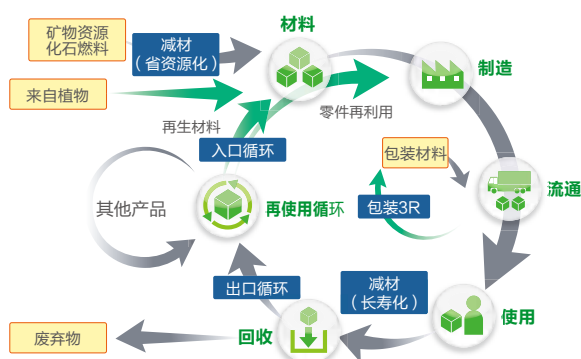 矿物资源
化石燃料
减材
（省资源化）
材料
制造
来自植物
再生材料
零件再利用
入口循环
包装材料
流通
其他产品
再使用循环
包装3R
出口循环
减材
（长寿化）
使用
回收
废弃物